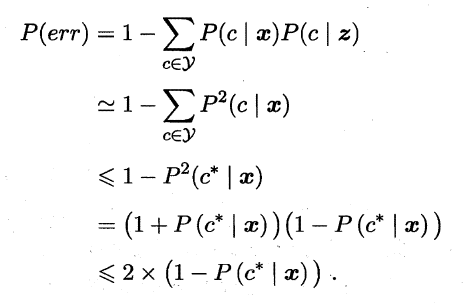 P(err) = 1 − ∑_{c∈𝒴} P(c | 𝒙)P(c | 𝒛)
≃ 1 − ∑_{c∈𝒴} P²(c | 𝒙)
⩽ 1 − P²(c* | 𝒙)
= (1 + P(c* | 𝒙))(1 − P(c* | 𝒙))
⩽ 2 × (1 − P(c* | 𝒙)) .